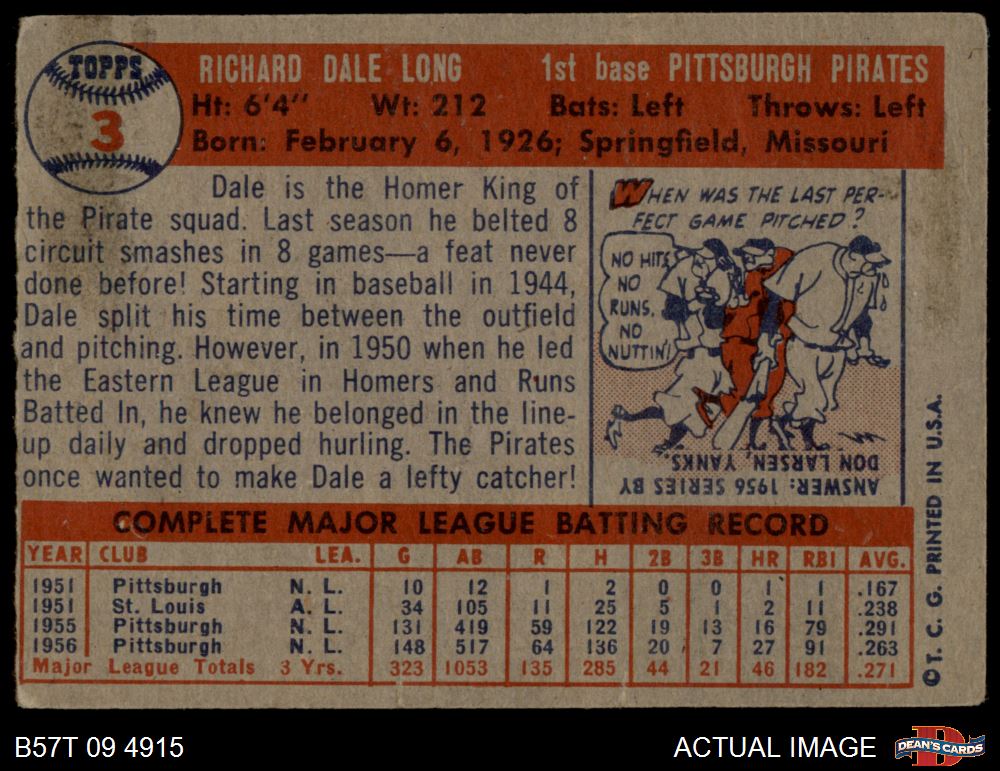 TOPPS
3
RICHARD DALE LONG 1st base PITTSBURGH PIRATES
Ht: 6'4" Wt: 212 Bats: Left Throws: Left
Born: February 6, 1926; Springfield, Missouri
Dale is the Homer King of
the Pirate squad. Last season he belted 8
circuit smashes in 8 games—a feat never
done before! Starting in baseball in 1944,
Dale split his time between the outfield
and pitching. However, in 1950 when he led
the Eastern League in Homers and Runs
Batted In, he knew he belonged in the line-
up daily and dropped hurling. The Pirates
once wanted to make Dale a lefty catcher!
WHEN WAS THE LAST PER-
FECT GAME PITCHED?
NO HITS
NO
RUNS,
NO
NUTTIN'!
ANSWER: 1956 SERIES BY
DON LARSEN YANKS.
COMPLETE MAJOR LEAGUE BATTING RECORD
YEAR CLUB LEA. G AB R H 2B 3B HR RBI AVG.
1951 Pittsburgh N. L. 10 12 1 2 0 0 1 1 .167
1951 St. Louis A. L. 34 105 11 25 5 1 2 11 .238
1955 Pittsburgh N. L. 131 419 59 122 19 13 16 79 .291
1956 Pittsburgh N. L. 148 517 64 136 20 7 27 91 .263
Major League Totals 3 Yrs. 323 1053 135 285 44 21 46 182 .271
©T. C. G. PRINTED IN U.S.A.
B57T 09 4915
ACTUAL IMAGE
D
DEAN'S CARDS